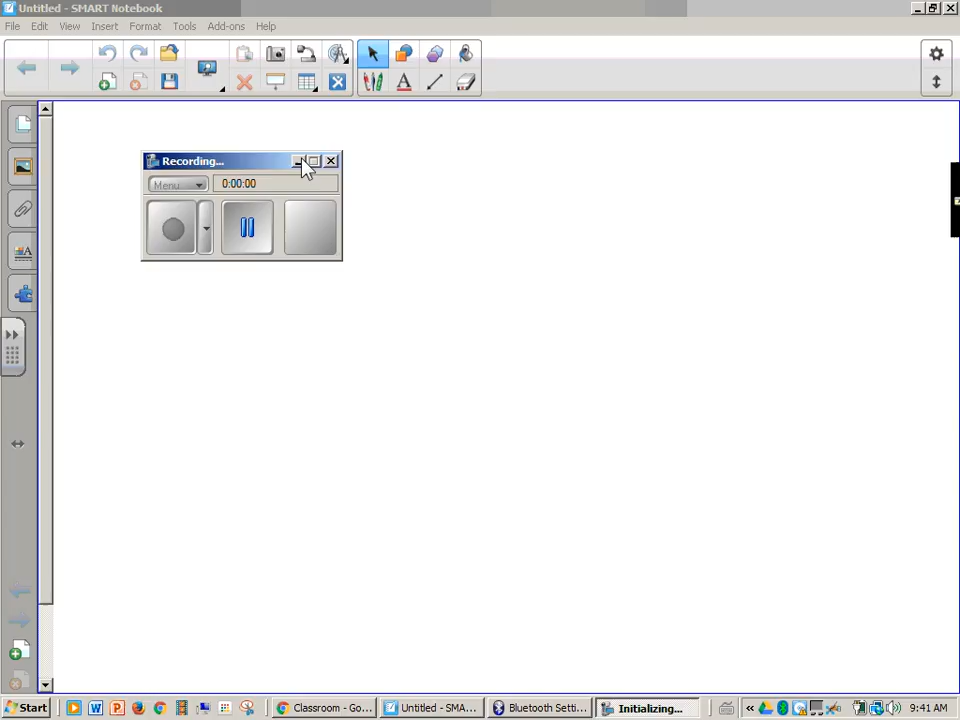 Untitled - SMART Notebook
File Edit View Insert Format Tools Add-ons Help
Recording...
Menu 0:00:00
Start Classroom - Go... Untitled - SMA... Bluetooth Setti... Initializing... 9:41 AM